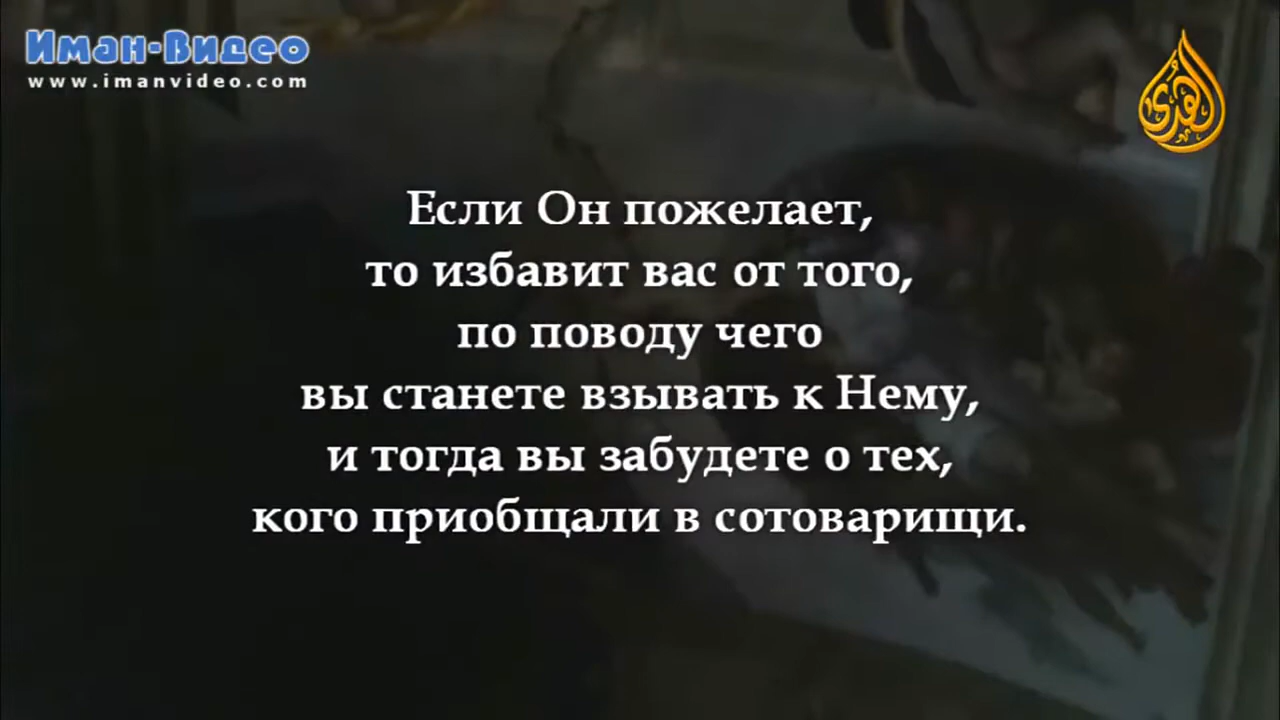 Иман-Видео
www.imanvideo.com
الهدى
Если Он пожелает,
то избавит вас от того,
по поводу чего
вы станете взывать к Нему,
и тогда вы забудете о тех,
кого приобщали в сотоварищи.